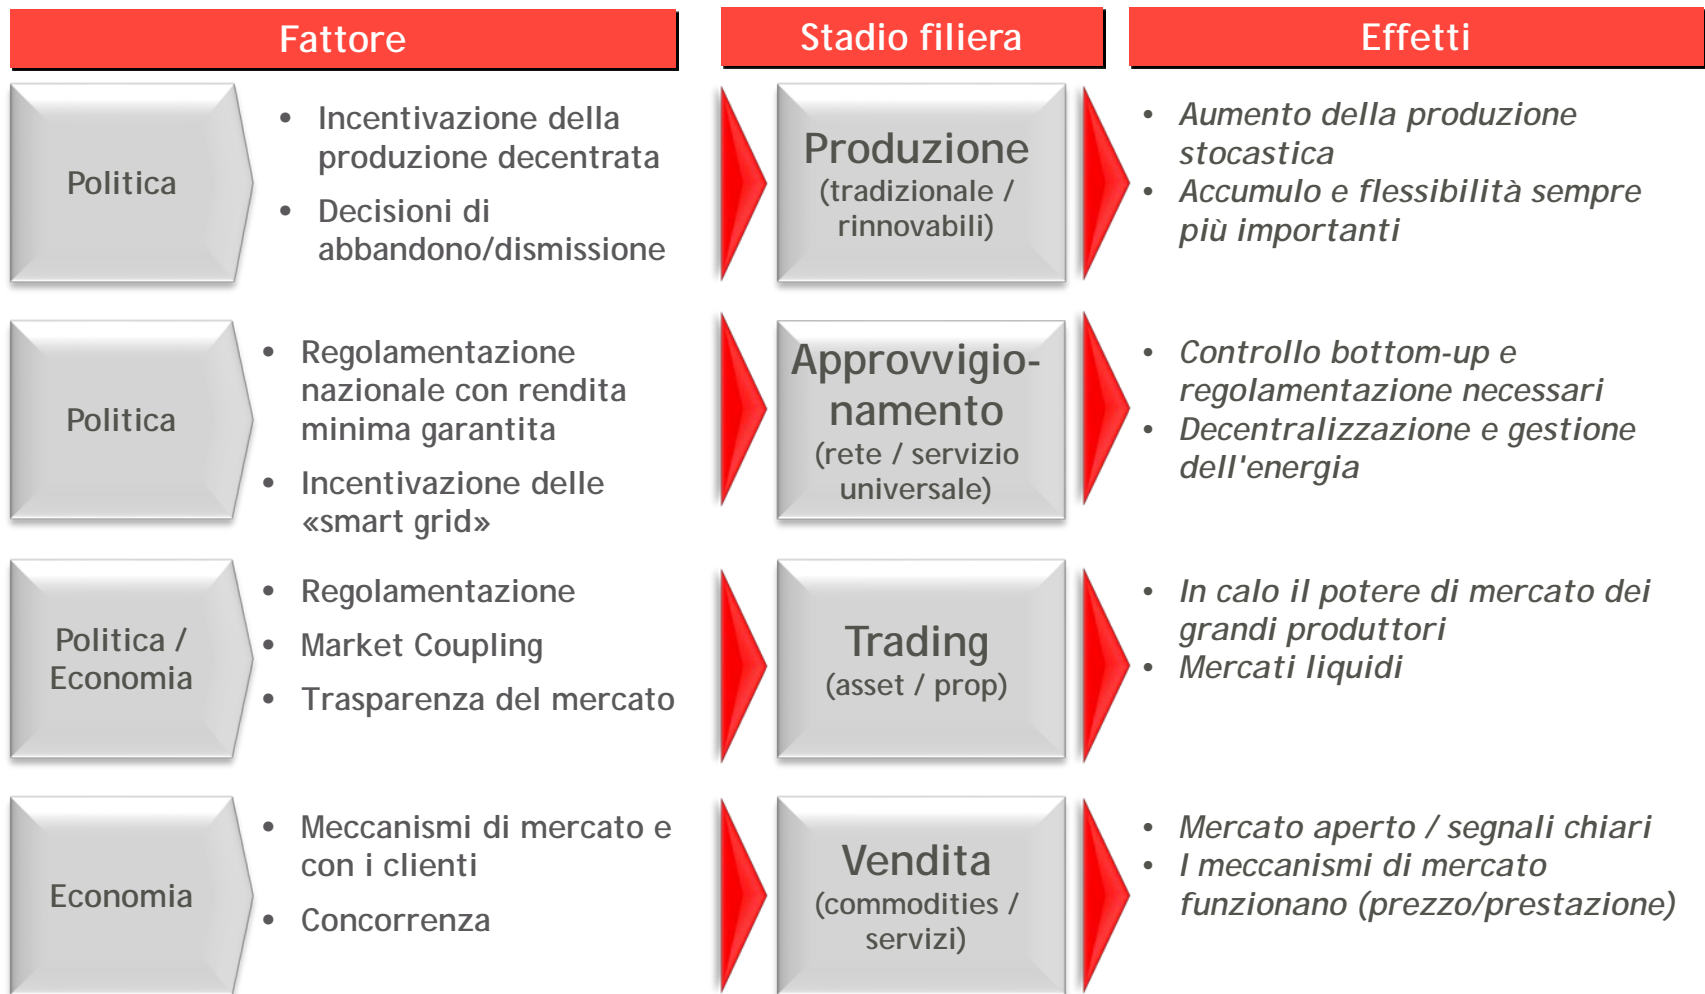 Fattore
Stadio filiera
Effetti
Politica
• Incentivazione della
produzione decentrata
• Decisioni di
abbandono/dismissione
Produzione
(tradizionale /
rinnovabili)
• Aumento della produzione
stocastica
• Accumulo e flessibilità sempre
più importanti
Politica
• Regolamentazione
nazionale con rendita
minima garantita
• Incentivazione delle
«smart grid»
Approvvigio-
namento
(rete / servizio
universale)
• Controllo bottom-up e
regolamentazione necessari
• Decentralizzazione e gestione
dell'energia
Politica /
Economia
• Regolamentazione
• Market Coupling
• Trasparenza del mercato
Trading
(asset / prop)
• In calo il potere di mercato dei
grandi produttori
• Mercati liquidi
Economia
• Meccanismi di mercato e
con i clienti
• Concorrenza
Vendita
(commodities /
servizi)
• Mercato aperto / segnali chiari
• I meccanismi di mercato
funzionano (prezzo/prestazione)